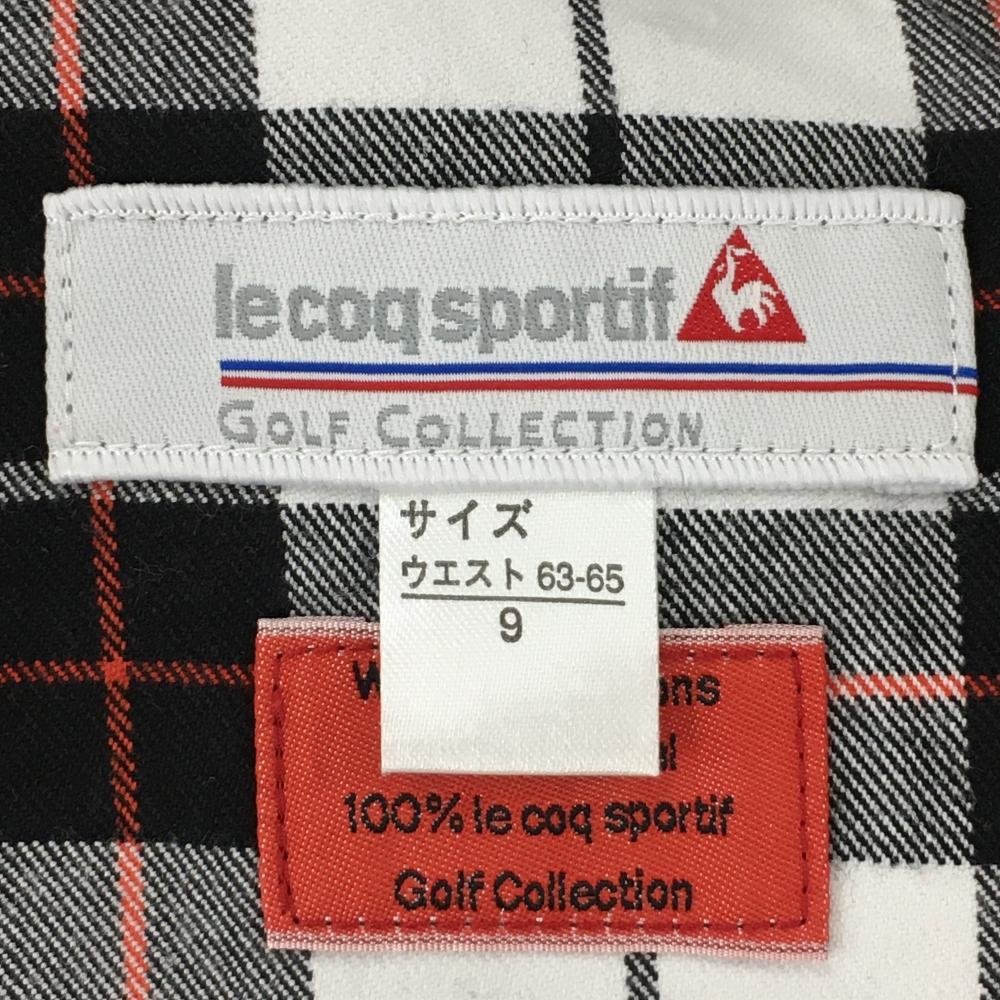 le coq sportif
GOLF COLLECTION
サイズ
ウエスト 63-65
9
100% le coq sportif
Golf Collection